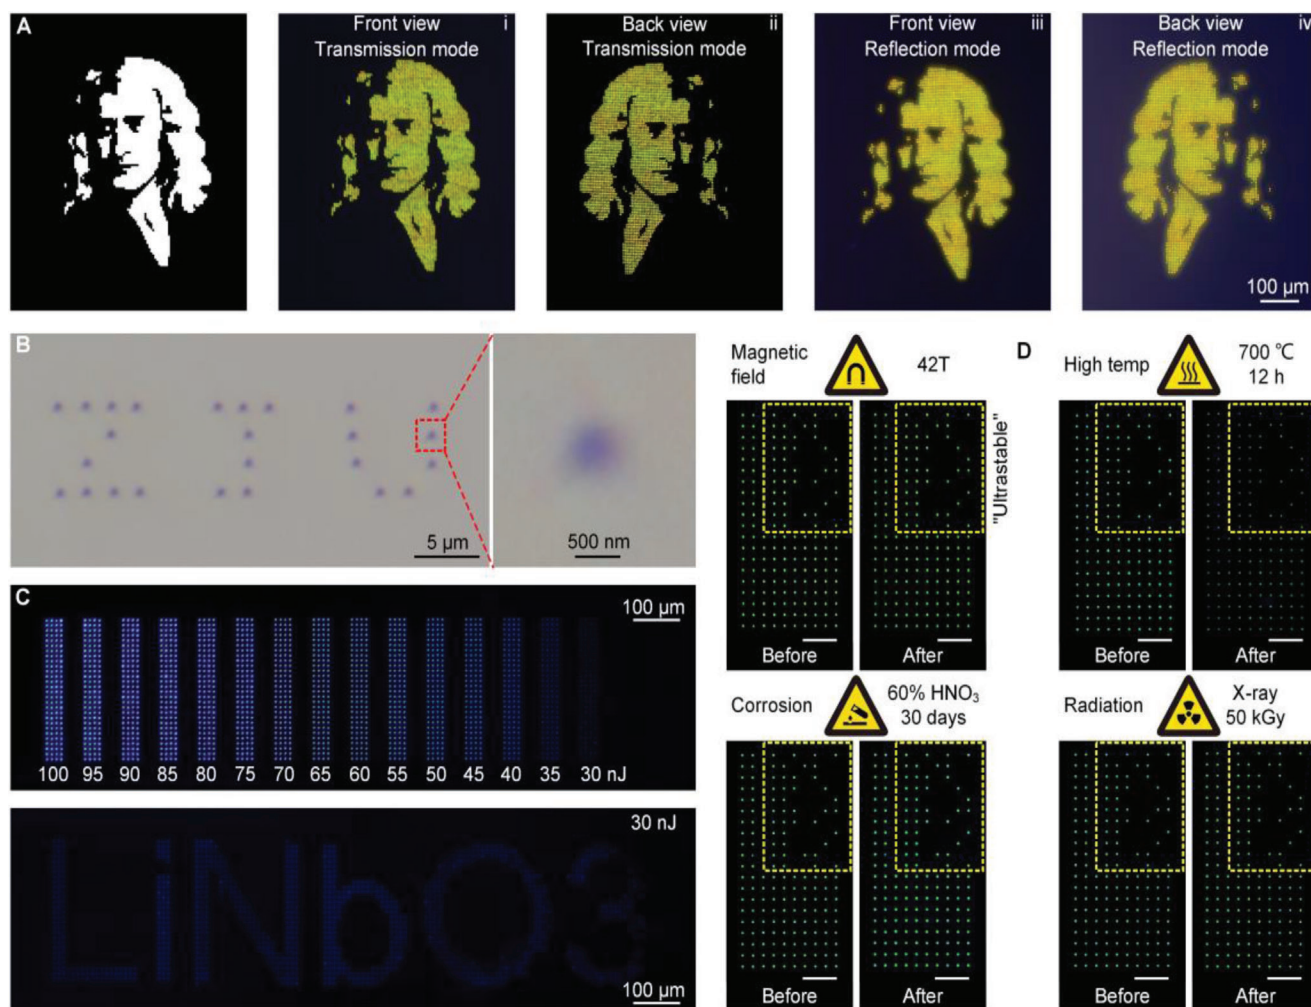 A
Front view
Transmission mode
i
Back view
Transmission mode
ii
Front view
Reflection mode
iii
Back view
Reflection mode
iv
100 µm
B
5 µm
500 nm
C
100 µm
100 95 90 85 80 75 70 65 60 55 50 45 40 35 30 nJ
30 nJ
LiNbO3
100 µm
D
Magnetic
field
42T
Before
After
"Ultrastable"
High temp
700 ℃
12 h
Before
After
Corrosion
60% HNO₃
30 days
Before
After
Radiation
X-ray
50 kGy
Before
After